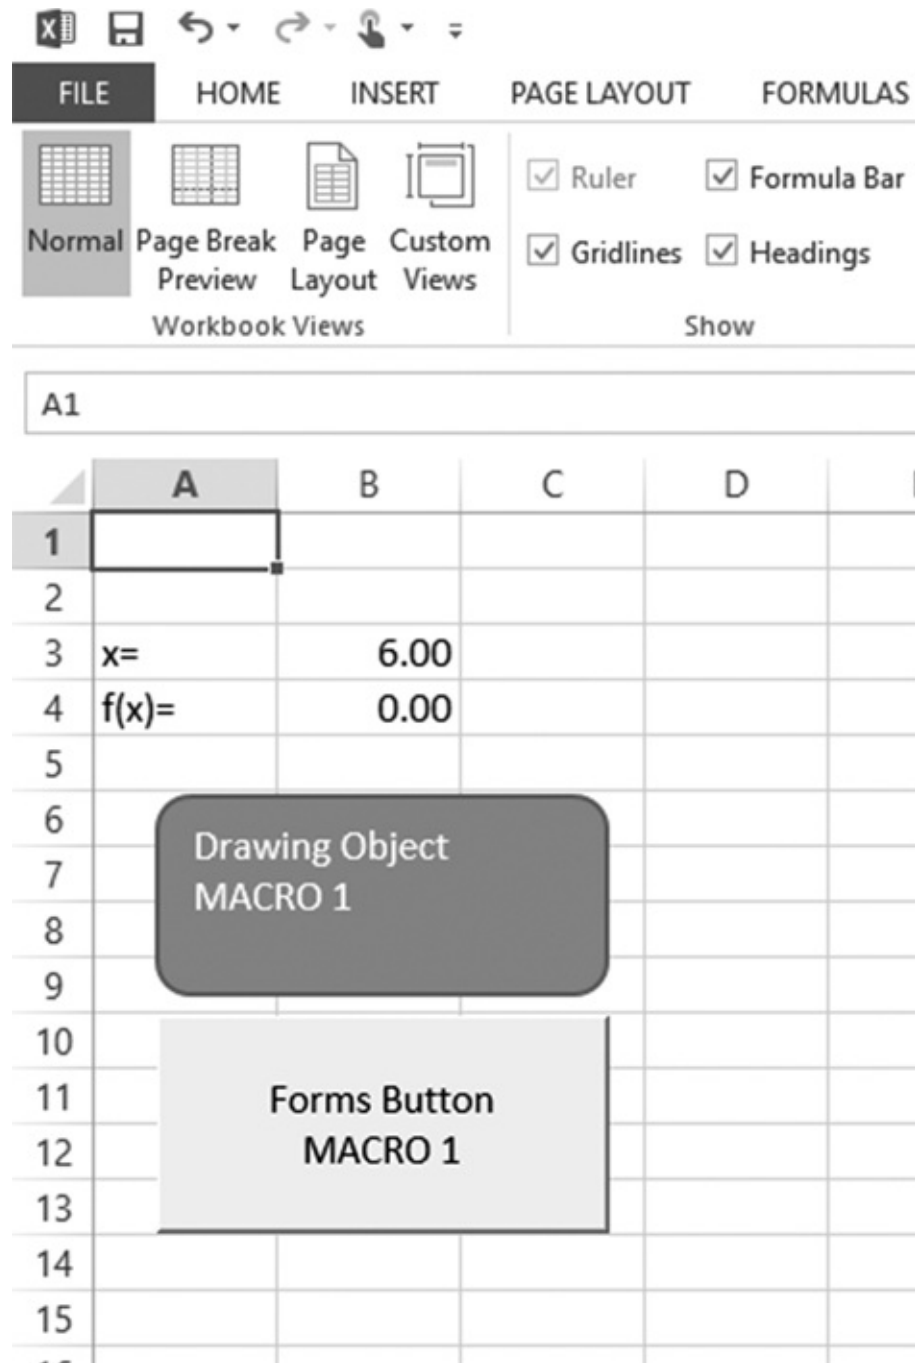 FILE HOME INSERT PAGE LAYOUT FORMULAS
Ruler Formula Bar
Normal Page Break Preview Page Layout Custom Views
Gridlines Headings
Workbook Views Show
A1
A B C D
1
2
3 x= 6.00
4 f(x)= 0.00
5
6
7
8
9
Drawing Object
MACRO 1
10
11
12
13
Forms Button
MACRO 1
14
15